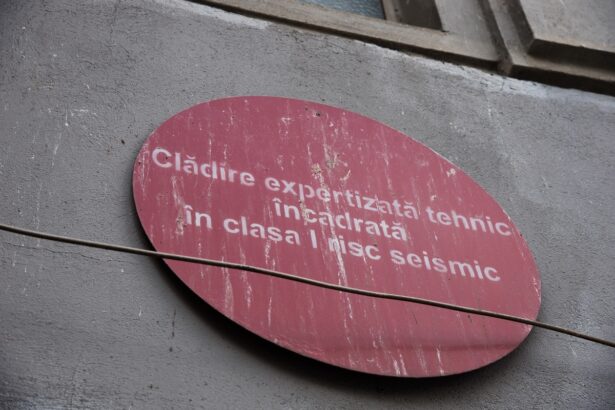 Clădire expertizată tehnic
încadrată
în clasa I risc seismic